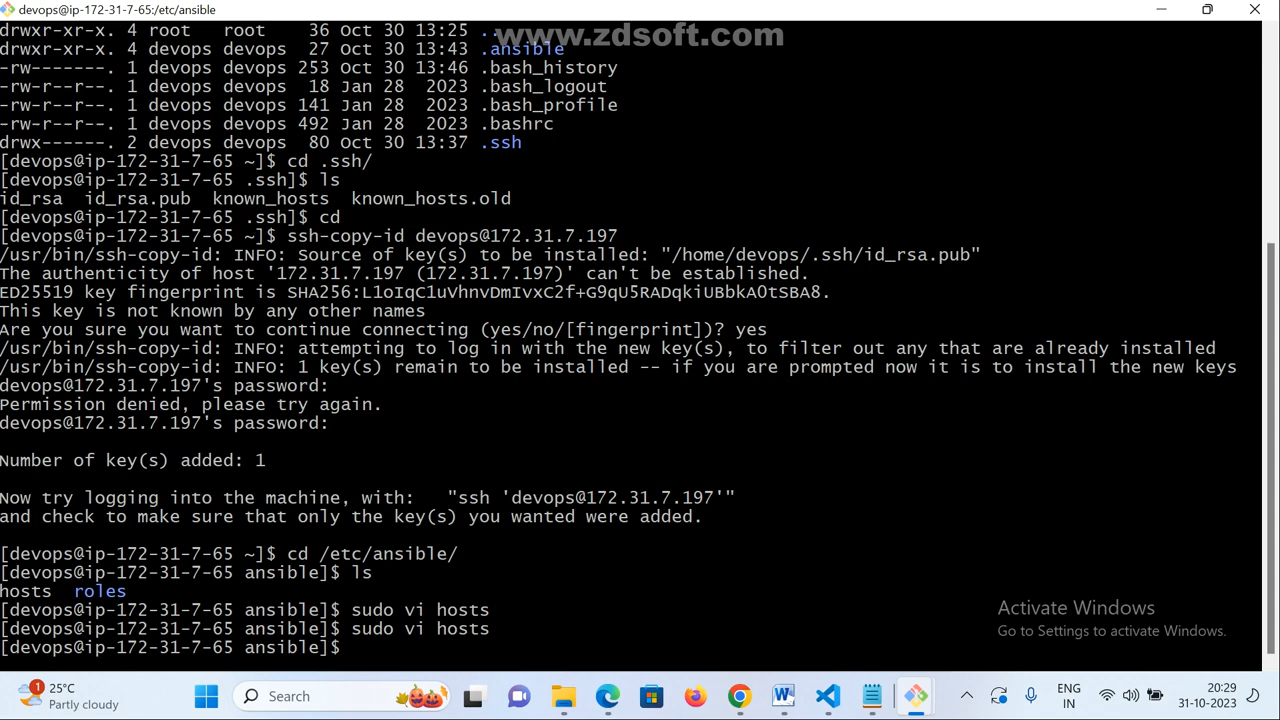 devops@ip-172-31-7-65:/etc/ansible
drwxr-xr-x. 4 root   root    36 Oct 30 13:25 ..
www.zdsoft.com
drwxr-xr-x. 4 devops devops  27 Oct 30 13:43 .ansible
-rw-------. 1 devops devops 253 Oct 30 13:46 .bash_history
-rw-r--r--. 1 devops devops  18 Jan 28  2023 .bash_logout
-rw-r--r--. 1 devops devops 141 Jan 28  2023 .bash_profile
-rw-r--r--. 1 devops devops 492 Jan 28  2023 .bashrc
drwx------. 2 devops devops  80 Oct 30 13:37 .ssh
[devops@ip-172-31-7-65 ~]$ cd .ssh/
[devops@ip-172-31-7-65 .ssh]$ ls
id_rsa  id_rsa.pub  known_hosts  known_hosts.old
[devops@ip-172-31-7-65 .ssh]$ cd
[devops@ip-172-31-7-65 ~]$ ssh-copy-id devops@172.31.7.197
/usr/bin/ssh-copy-id: INFO: Source of key(s) to be installed: "/home/devops/.ssh/id_rsa.pub"
The authenticity of host '172.31.7.197 (172.31.7.197)' can't be established.
ED25519 key fingerprint is SHA256:L1oIqC1uVhnvDmIvxC2f+G9qU5RADqkiUBbkAOtSBA8.
This key is not known by any other names
Are you sure you want to continue connecting (yes/no/[fingerprint])? yes
/usr/bin/ssh-copy-id: INFO: attempting to log in with the new key(s), to filter out any that are already installed
/usr/bin/ssh-copy-id: INFO: 1 key(s) remain to be installed -- if you are prompted now it is to install the new keys
devops@172.31.7.197's password:
Permission denied, please try again.
devops@172.31.7.197's password:
Number of key(s) added: 1
Now try logging into the machine, with:   "ssh 'devops@172.31.7.197'"
and check to make sure that only the key(s) you wanted were added.
[devops@ip-172-31-7-65 ~]$ cd /etc/ansible/
[devops@ip-172-31-7-65 ansible]$ ls
hosts  roles
[devops@ip-172-31-7-65 ansible]$ sudo vi hosts
[devops@ip-172-31-7-65 ansible]$ sudo vi hosts
[devops@ip-172-31-7-65 ansible]$
Activate Windows
Go to Settings to activate Windows.
1
25°C
Partly cloudy
Search
ENG
IN
20:29
31-10-2023